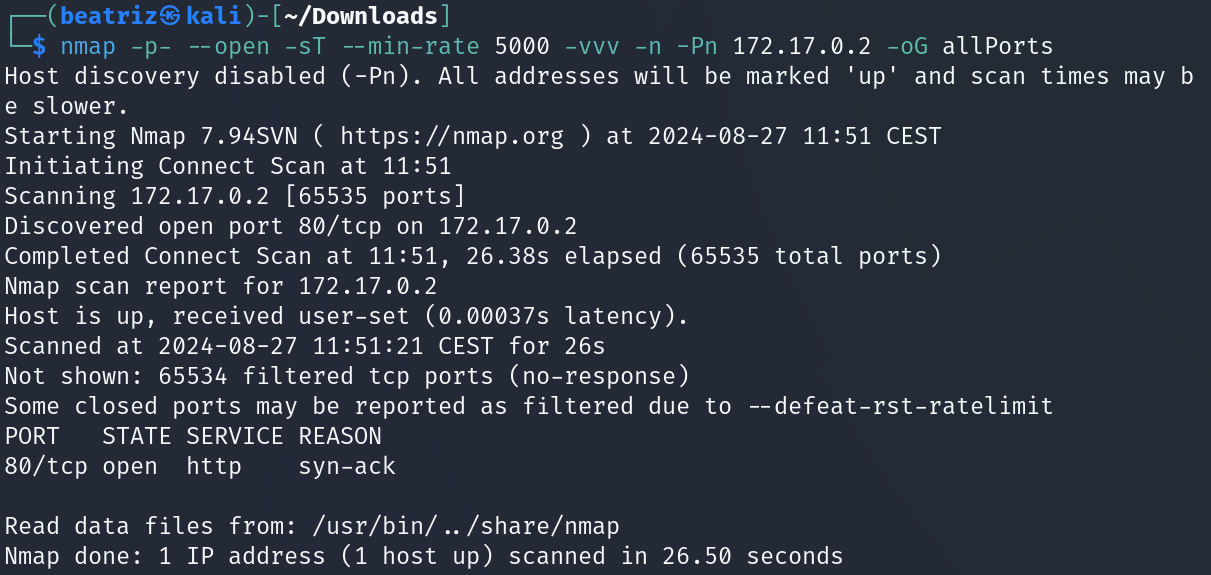 ┌──(beatriz㉿kali)-[~/Downloads]
└─$ nmap -p- --open -sT --min-rate 5000 -vvv -n -Pn 172.17.0.2 -oG allPorts
Host discovery disabled (-Pn). All addresses will be marked 'up' and scan times may b
e slower.
Starting Nmap 7.94SVN ( https://nmap.org ) at 2024-08-27 11:51 CEST
Initiating Connect Scan at 11:51
Scanning 172.17.0.2 [65535 ports]
Discovered open port 80/tcp on 172.17.0.2
Completed Connect Scan at 11:51, 26.38s elapsed (65535 total ports)
Nmap scan report for 172.17.0.2
Host is up, received user-set (0.00037s latency).
Scanned at 2024-08-27 11:51:21 CEST for 26s
Not shown: 65534 filtered tcp ports (no-response)
Some closed ports may be reported as filtered due to --defeat-rst-ratelimit
PORT   STATE SERVICE REASON
80/tcp open  http    syn-ack

Read data files from: /usr/bin/../share/nmap
Nmap done: 1 IP address (1 host up) scanned in 26.50 seconds